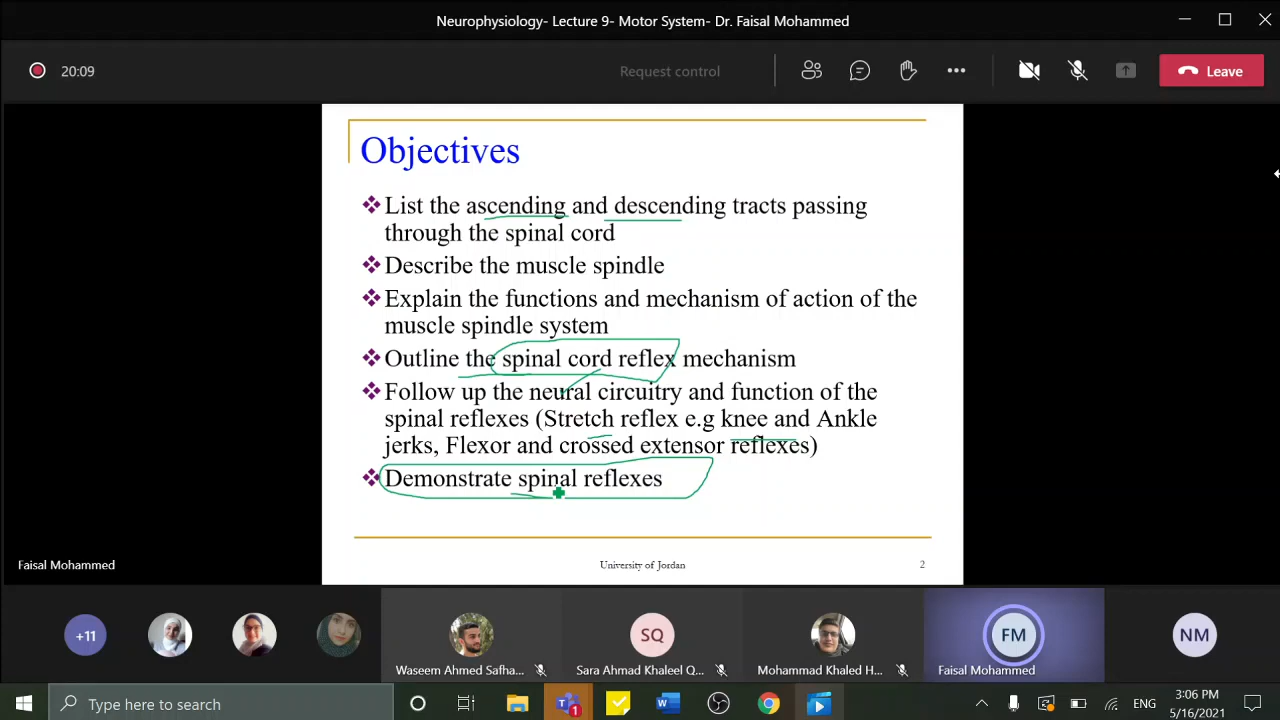 Neurophysiology- Lecture 9- Motor System- Dr. Faisal Mohammed
20:09
Request control
Leave
Objectives
List the ascending and descending tracts passing
through the spinal cord
Describe the muscle spindle
Explain the functions and mechanism of action of the
muscle spindle system
Outline the spinal cord reflex mechanism
Follow up the neural circuitry and function of the
spinal reflexes (Stretch reflex e.g knee and Ankle
jerks, Flexor and crossed extensor reflexes)
Demonstrate spinal reflexes
University of Jordan
2
Faisal Mohammed
+11
SQ
FM
NM
Waseem Ahmed Safha...
Sara Ahmad Khaleel Q...
Mohammad Khaled H...
Faisal Mohammed
Type here to search
1
ENG
3:06 PM
5/16/2021